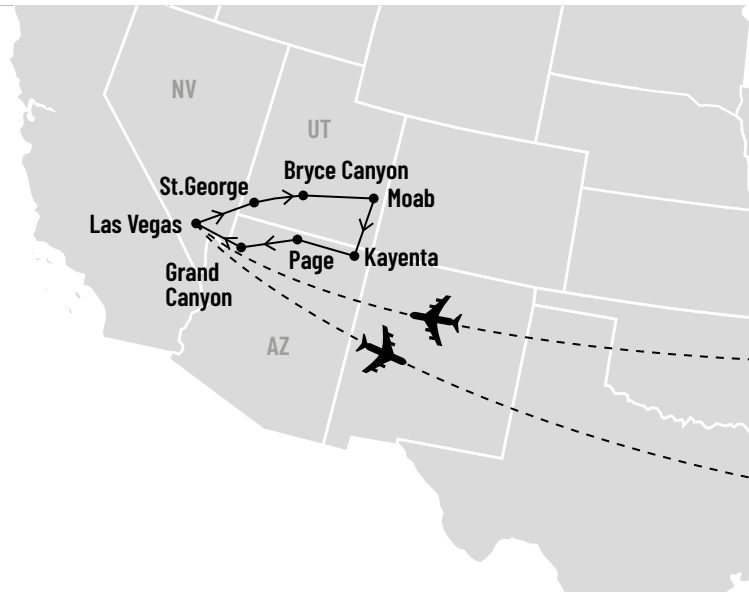 NV
UT
Bryce Canyon
St.George
Moab
Las Vegas
Page
Kayenta
Grand
Canyon
AZ